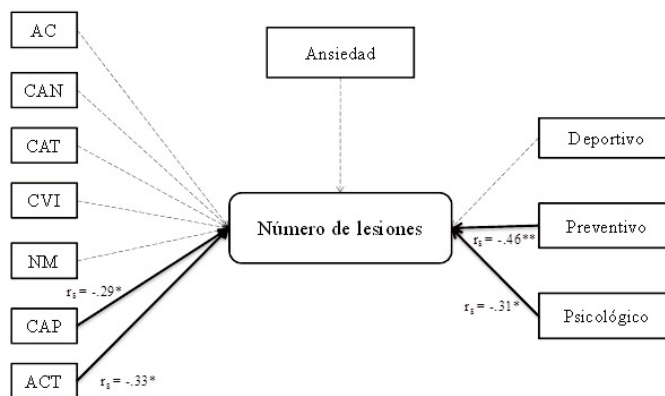 AC
CAN
CAT
CVI
NM
CAP
ACT
Ansiedad
Número de lesiones
Deportivo
Preventivo
Psicológico
rs = -.29*
rs = -.33*
rs = -.46**
rs = -.31*